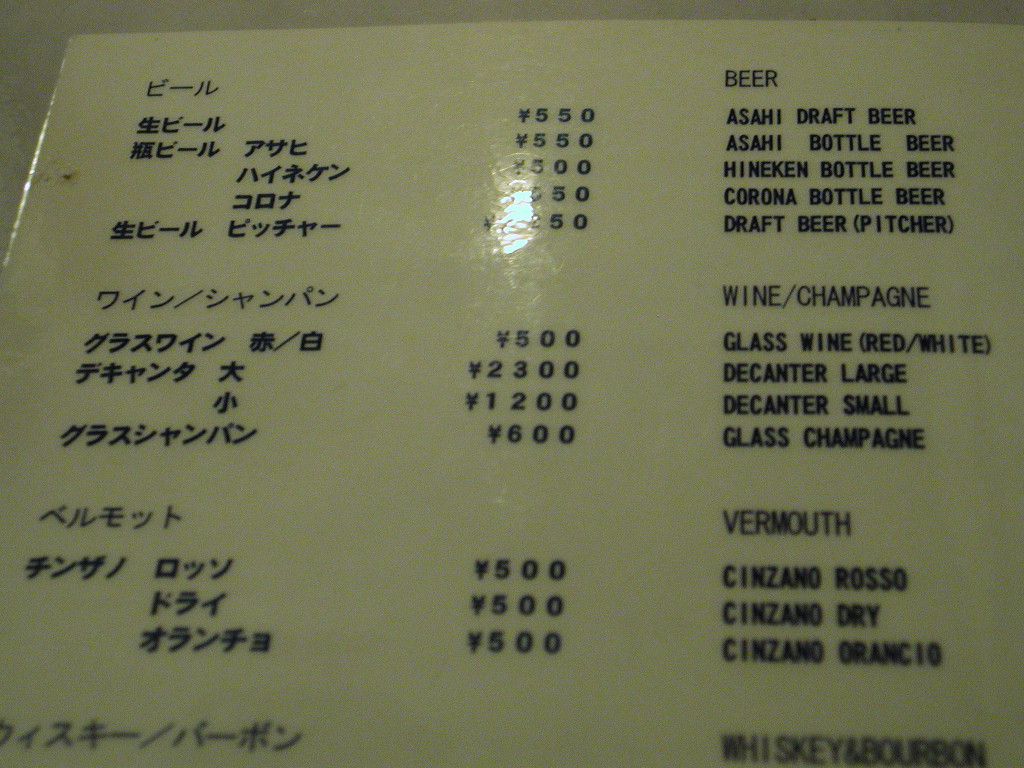 ビール BEER
生ビール ¥550 ASAHI DRAFT BEER
瓶ビール アサヒ ¥550 ASAHI BOTTLE BEER
ハイネケン ¥500 HINEKEN BOTTLE BEER
コロナ CORONA BOTTLE BEER
生ビール ピッチャー DRAFT BEER(PITCHER)
ワイン/シャンパン WINE/CHAMPAGNE
グラスワイン 赤/白 ¥500 GLASS WINE(RED/WHITE)
デキャンタ 大 ¥2300 DECANTER LARGE
小 ¥1200 DECANTER SMALL
グラスシャンパン ¥600 GLASS CHAMPAGNE
ベルモット VERMOUTH
チンザノ ロッソ ¥500 CINZANO ROSSO
ドライ ¥500 CINZANO DRY
オランチョ ¥500 CINZANO ORANCIO
ウィスキー/バーボン WHISKEY&BOURBON